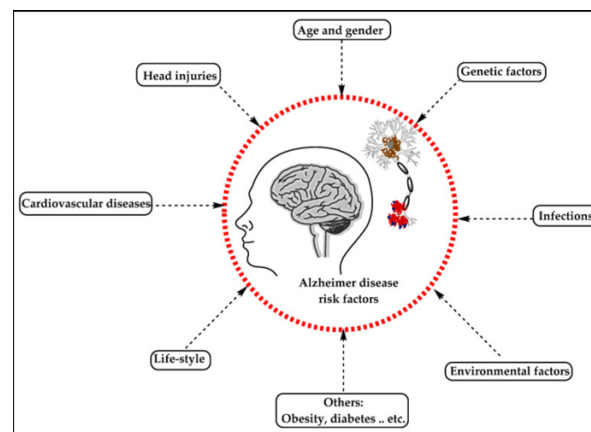 Age and gender
Head injuries
Genetic factors
Cardiovascular diseases
Infections
Alzheimer disease
risk factors
Life-style
Environmental factors
Others:
Obesity, diabetes .. etc.